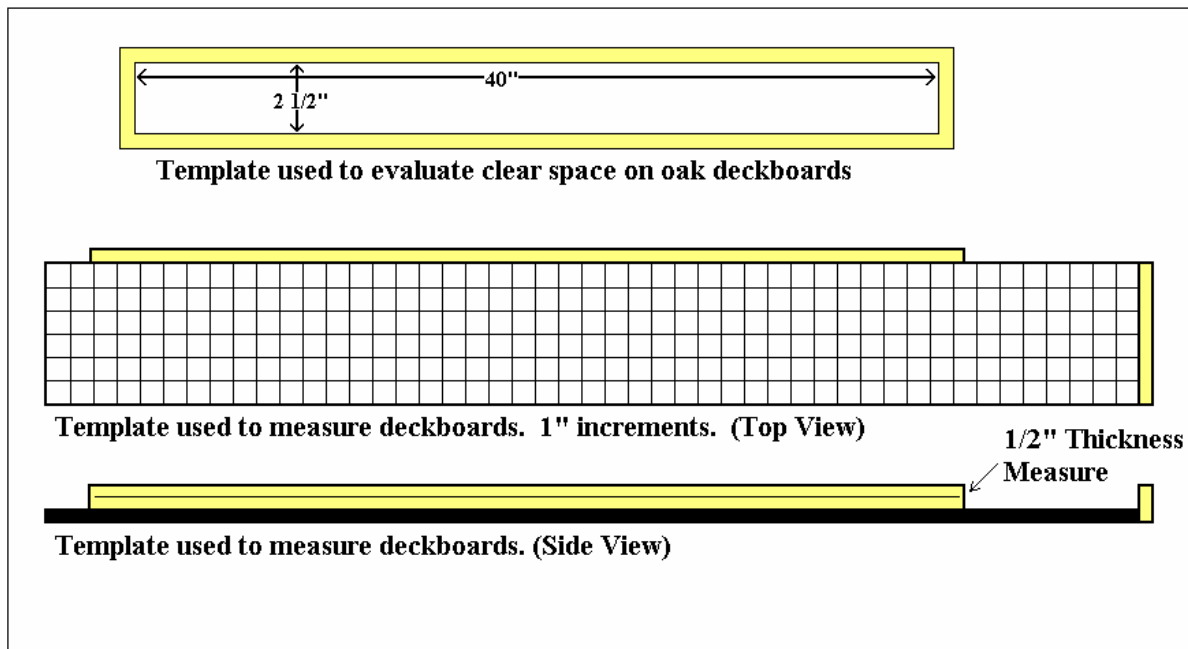 40"
2 1/2"
Template used to evaluate clear space on oak deckboards
Template used to measure deckboards.  1" increments.  (Top View)
1/2" Thickness
Measure
Template used to measure deckboards. (Side View)